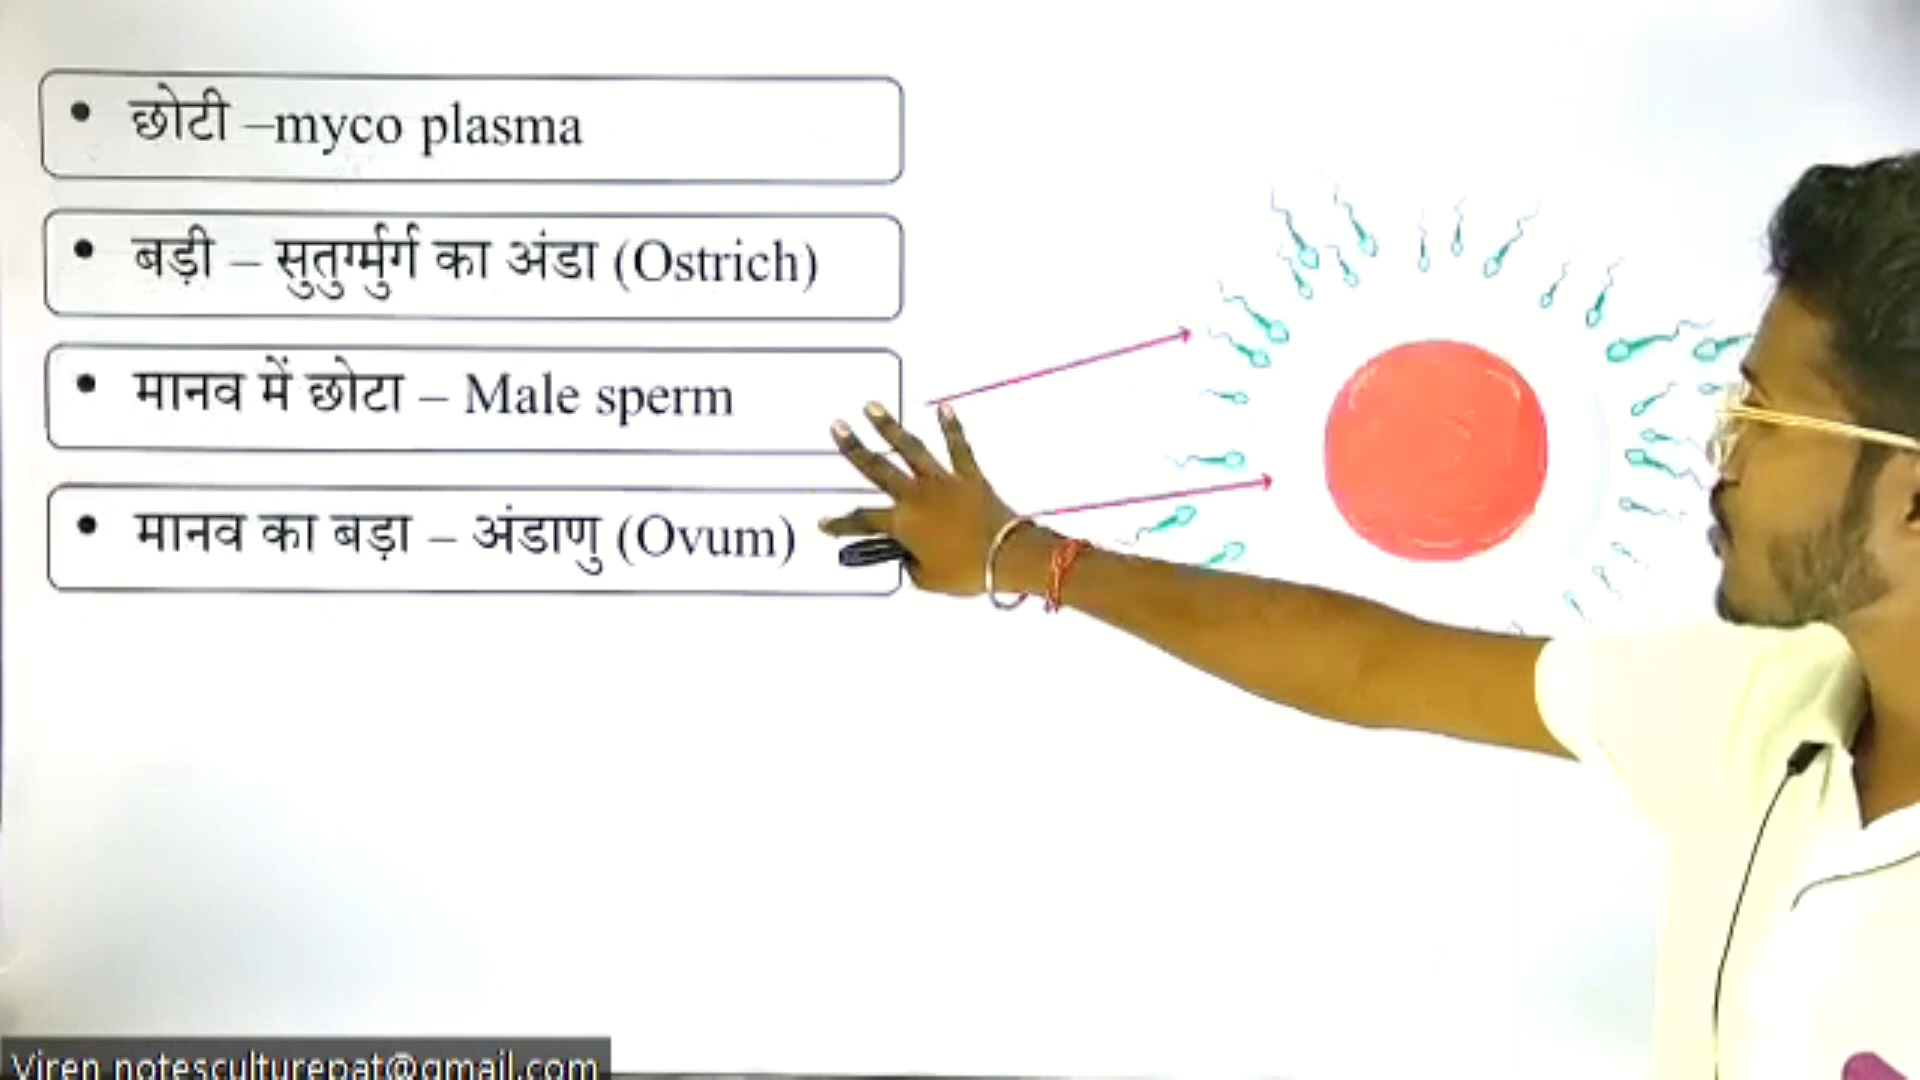 • छोटी –myco plasma
• बड़ी – सुतुर्ग्मुर्ग का अंडा (Ostrich)
• मानव में छोटा – Male sperm
• मानव का बड़ा – अंडाणु (Ovum)
Viren notesculturepat@gmail.com